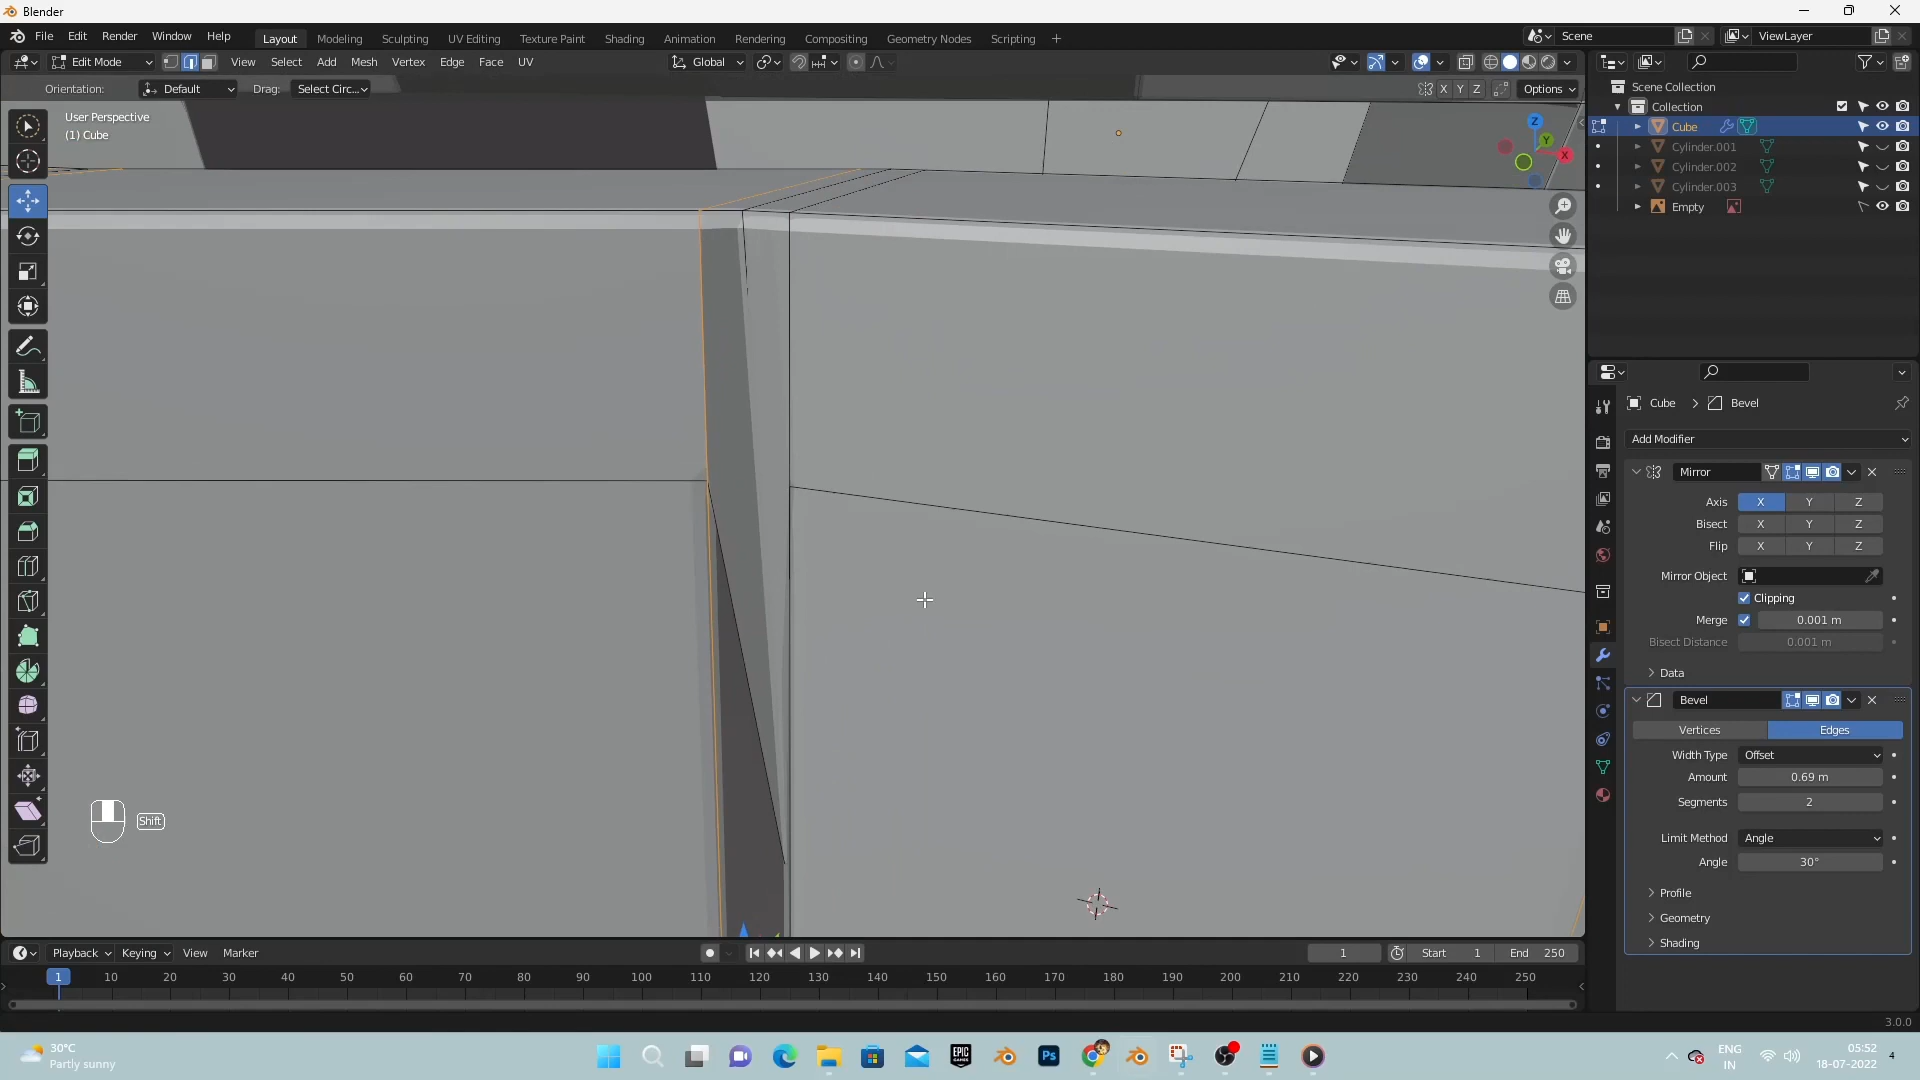 Blender
File Edit Render Window Help
Layout Modeling Sculpting UV Editing Texture Paint Shading Animation Rendering Compositing Geometry Nodes Scripting +
Scene
ViewLayer
Edit Mode View Select Add Mesh Vertex Edge Face UV
Global
Orientation: Default Drag: Select Circ...
X Y Z Options
User Perspective
(1) Cube
Z
Y
X
Scene Collection
Collection
Cube
Cylinder.001
Cylinder.002
Cylinder.003
Empty
Cube > Bevel
Add Modifier
Mirror
Axis X Y Z
Bisect X Y Z
Flip X Y Z
Mirror Object
Clipping
Merge 0.001 m
Bisect Distance 0.001 m
Data
Bevel
Vertices Edges
Width Type Offset
Amount 0.69 m
Segments 2
Limit Method Angle
Angle 30°
Profile
Geometry
Shading
Shift
Playback Keying View Marker
1 Start 1 End 250
1 10 20 30 40 50 60 70 80 90 100 110 120 130 140 150 160 170 180 190 200 210 220 230 240 250
3.0.0
30°C
Partly sunny
EPIC
GAMES
Ps
ENG
IN
05:52
18-07-2022
4